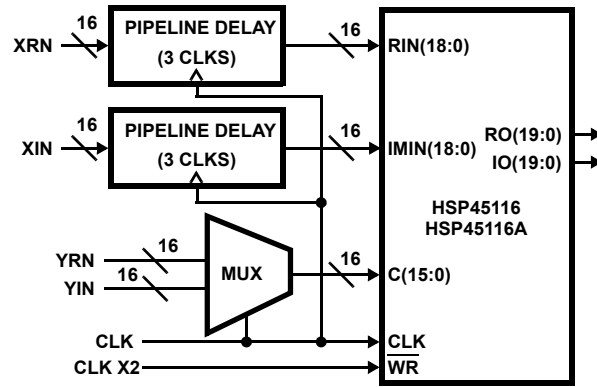 16
PIPELINE DELAY
(3 CLKS)
16
XRN
RIN(18:0)
16
PIPELINE DELAY
(3 CLKS)
16
XIN
IMIN(18:0)
RO(19:0)
IO(19:0)
HSP45116
HSP45116A
YRN
16
YIN
16
MUX
16
C(15:0)
CLK
CLK
CLK X2
WR